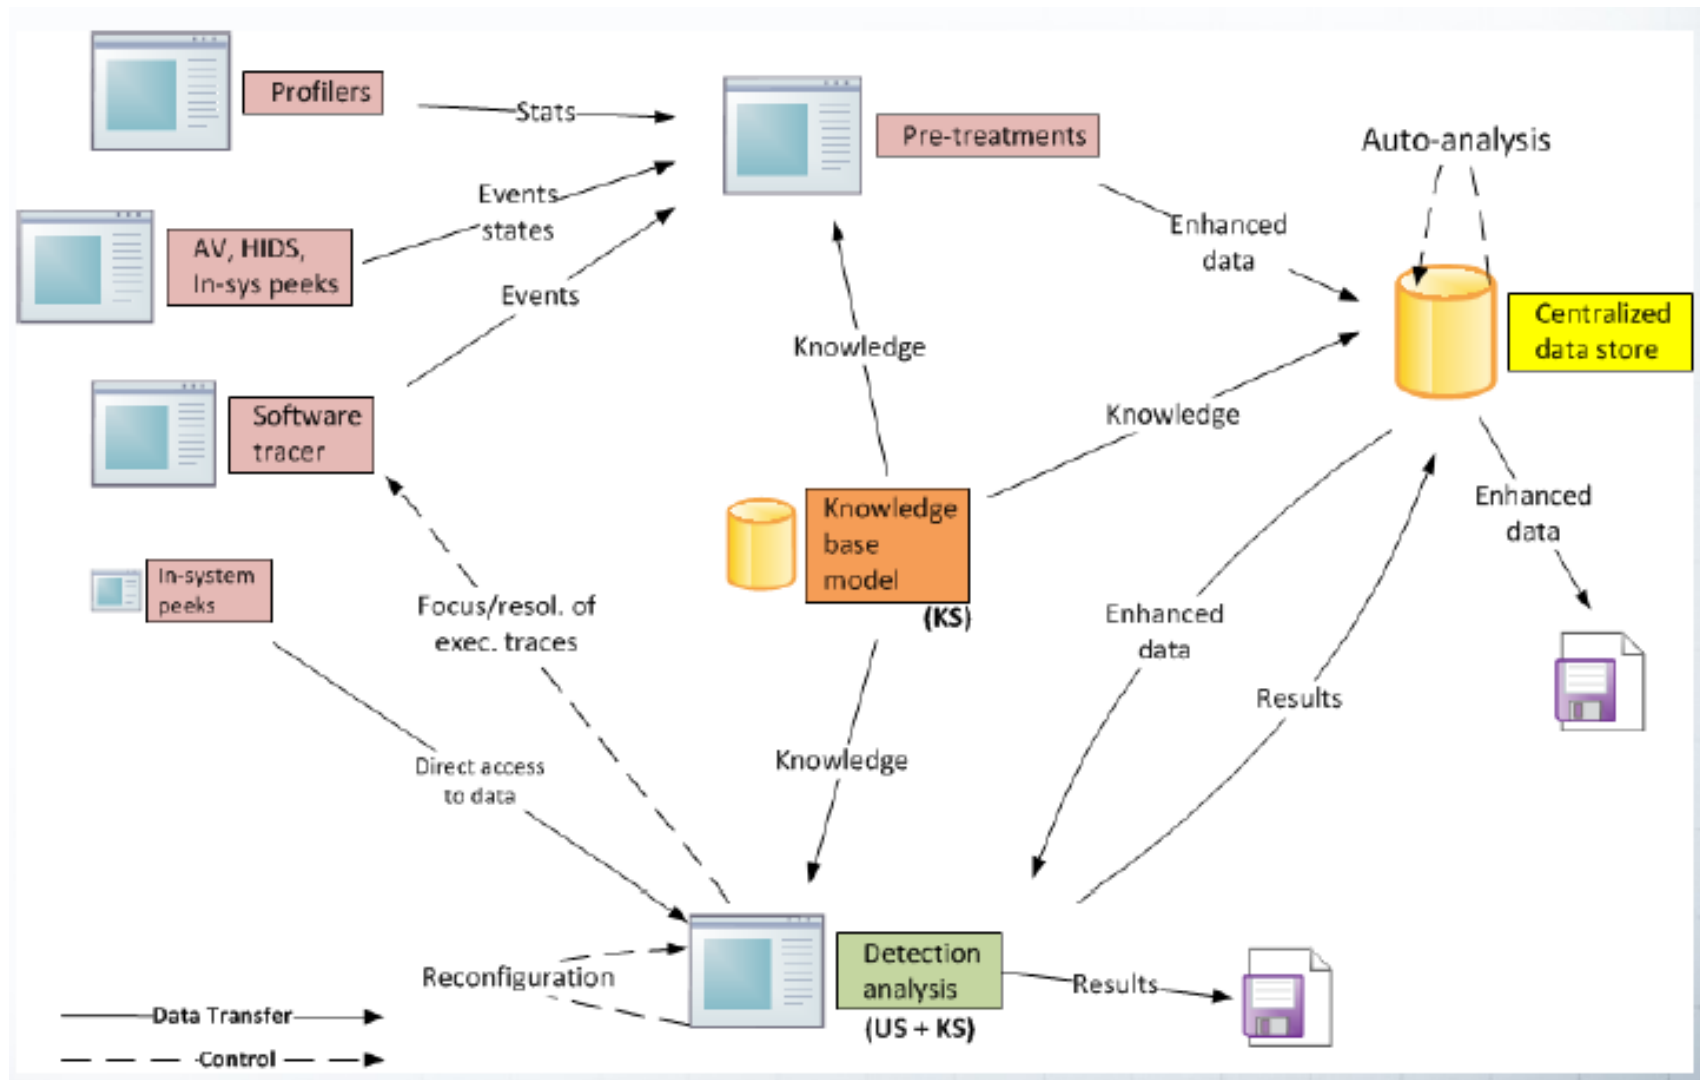 Profilers
Stats
Pre-treatments
Auto-analysis
Events
states
AV, HIDS,
In-sys peeks
Enhanced
data
Events
Centralized
data store
Knowledge
Knowledge
Software
tracer
Enhanced
data
Knowledge
base
model
(KS)
In-system
peeks
Focus/resol. of
exec. traces
Enhanced
data
Results
Knowledge
Direct access
to data
Reconfiguration
Detection
analysis
(US + KS)
Results
Data Transfer
Control